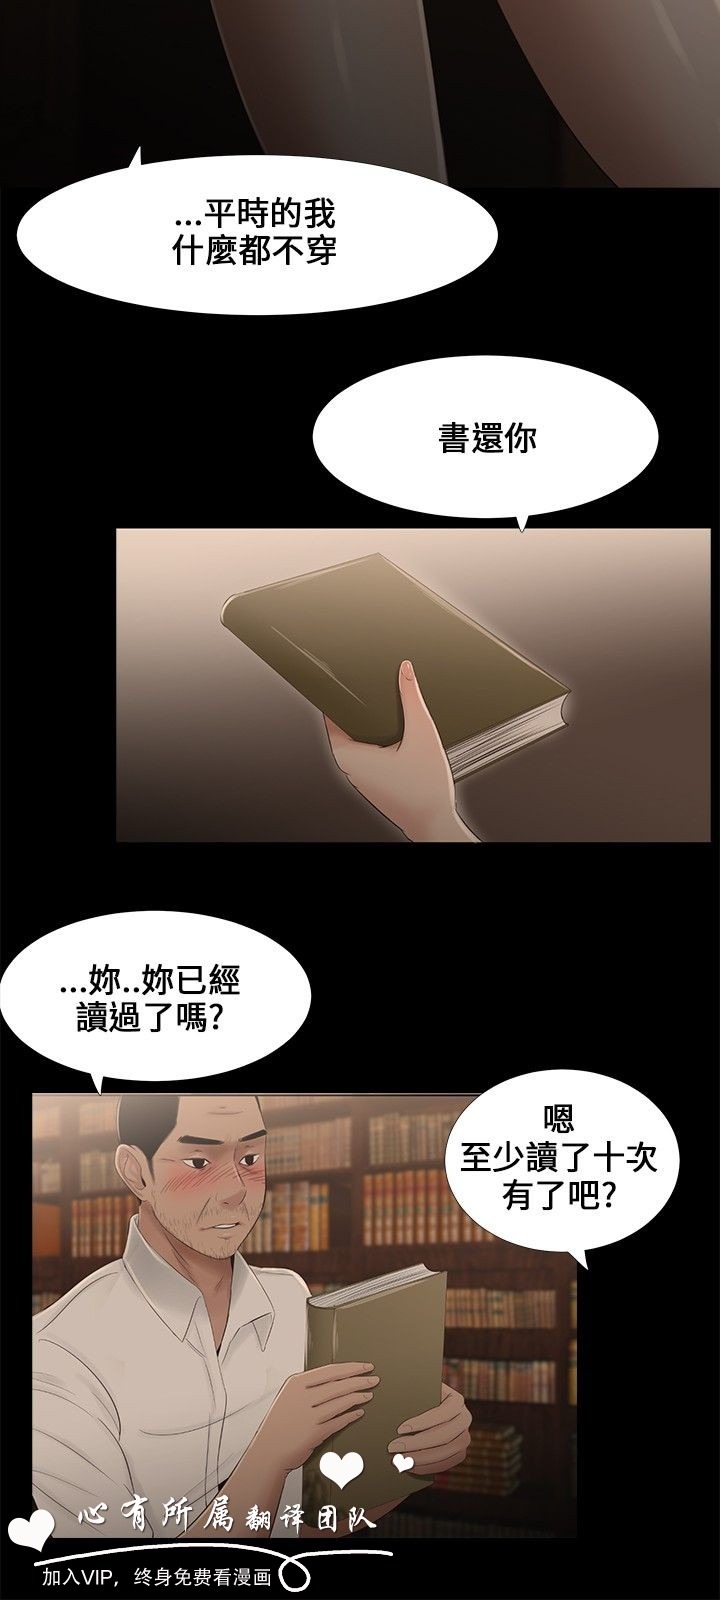 ...平時的我
什麼都不穿
書還你
...妳..妳已經
讀過了嗎?
嗯
至少讀了十次
有了吧?
心有所属翻译团队
加入VIP，终身免费看漫画